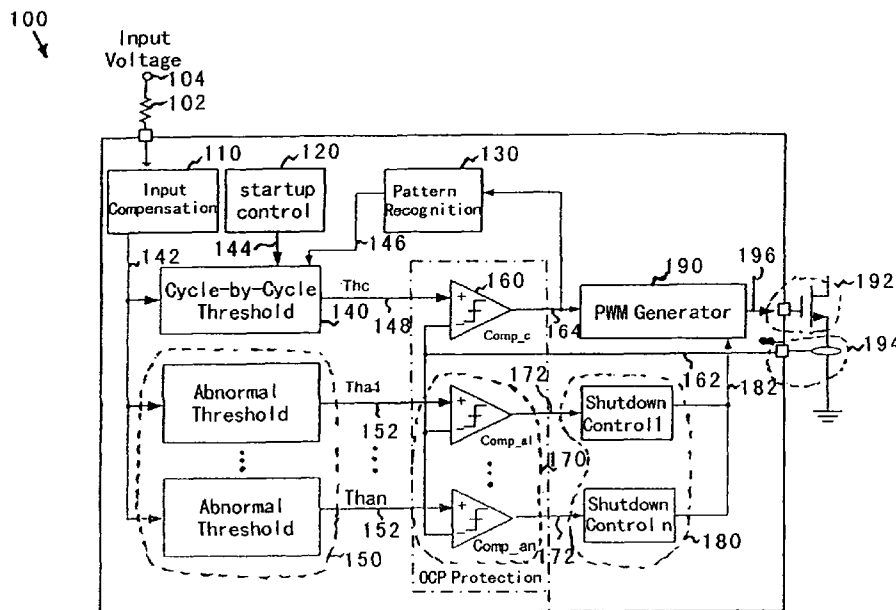 100
Input
Voltage
104
102
110
120
130
Input
Compensation
startup
control
Pattern
Recognition
142
144
146
190
196
192
Cycle-by-Cycle
Threshold
140
Thc
148
+
−
160
Comp_c
164
PWM Generator
194
162
182
Abnormal
Threshold
Tha1
152
+
−
172
Comp_a1
Shutdown
Control1
170
Abnormal
Threshold
Than
152
+
−
Comp_an
172
Shutdown
Control n
180
150
OCP Protection